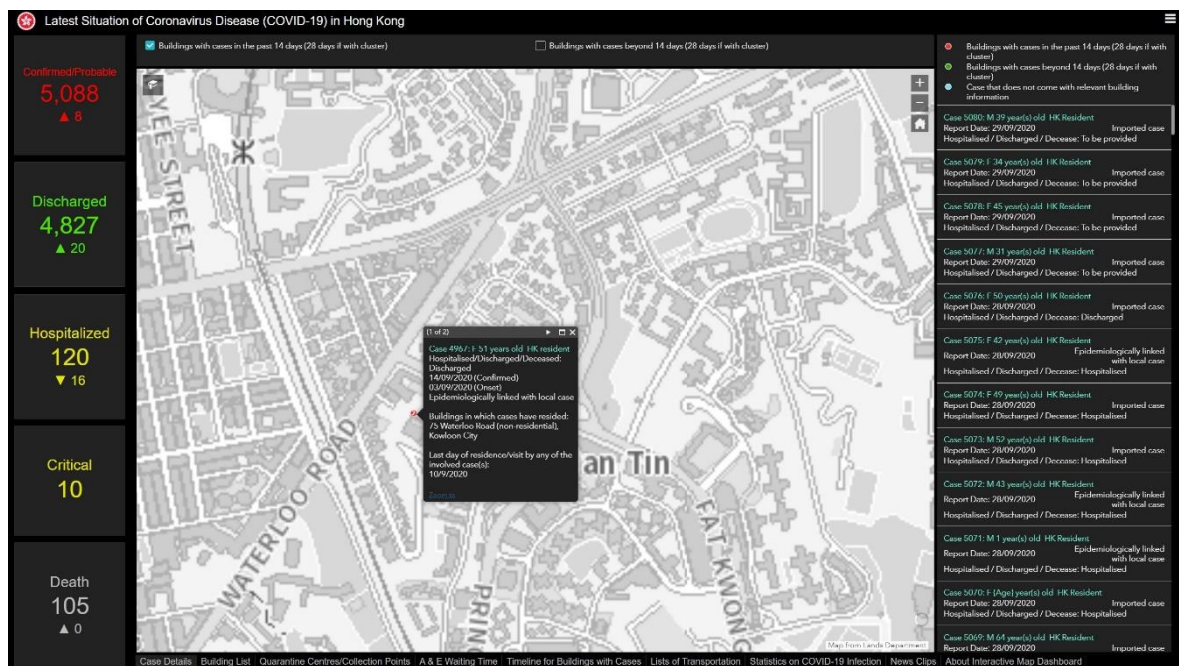 Latest Situation of Coronavirus Disease (COVID-19) in Hong Kong
Confirmed/Probable
5,088
▲ 8
Discharged
4,827
▲ 20
Hospitalized
120
▼ 16
Critical
10
Death
105
▲ 0
Buildings with cases in the past 14 days (28 days if with cluster)
Buildings with cases beyond 14 days (28 days if with cluster)
YEE STREET
WATERLOO ROAD
an Tin
FAT KWONG
PRIN
(1 of 2)
Case 4967: F 51 years old HK resident
Hospitalised/Discharged/Deceased:
Discharged
14/09/2020 (Confirmed)
03/09/2020 (Onset)
Epidemiologically linked with local case
Buildings in which cases have resided:
75 Waterloo Road (non-residential),
Kowloon City
Last day of residence/visit by any of the
involved case(s):
10/9/2020
Zoom to
Map from Lands Department
Buildings with cases in the past 14 days (28 days if with
cluster)
Buildings with cases beyond 14 days (28 days if with
cluster)
Case that does not come with relevant building
information
Case 5080: M 39 year(s) old HK Resident
Report Date: 29/09/2020 Imported case
Hospitalised / Discharged / Decease: To be provided
Case 5079: F 34 year(s) old HK Resident
Report Date: 29/09/2020 Imported case
Hospitalised / Discharged / Decease: To be provided
Case 5078: F 45 year(s) old HK Resident
Report Date: 29/09/2020 Imported case
Hospitalised / Discharged / Decease: To be provided
Case 5077: M 31 year(s) old HK Resident
Report Date: 29/09/2020 Imported case
Hospitalised / Discharged / Decease: To be provided
Case 5076: F 50 year(s) old HK Resident
Report Date: 28/09/2020 Imported case
Hospitalised / Discharged / Decease: Discharged
Case 5075: F 42 year(s) old HK Resident
Report Date: 28/09/2020 Epidemiologically linked
with local case
Hospitalised / Discharged / Decease: Hospitalised
Case 5074: F 49 year(s) old HK Resident
Report Date: 28/09/2020 Imported case
Hospitalised / Discharged / Decease: Hospitalised
Case 5073: M 52 year(s) old HK Resident
Report Date: 28/09/2020 Imported case
Hospitalised / Discharged / Decease: Hospitalised
Case 5072: M 43 year(s) old HK Resident
Report Date: 28/09/2020 Epidemiologically linked
with local case
Hospitalised / Discharged / Decease: Hospitalised
Case 5071: M 1 year(s) old HK Resident
Report Date: 28/09/2020 Epidemiologically linked
with local case
Hospitalised / Discharged / Decease: Hospitalised
Case 5070: F (Age) year(s) old HK Resident
Report Date: 28/09/2020 Imported case
Hospitalised / Discharged / Decease: Hospitalised
Case 5069: M 64 year(s) old HK Resident
Report Date: 28/09/2020 Imported case
Case Details Building List Quarantine Centres/Collection Points A & E Waiting Time Timeline for Buildings with Cases Lists of Transportation Statistics on COVID-19 Infection News Clips About Interactive Map Dashboard